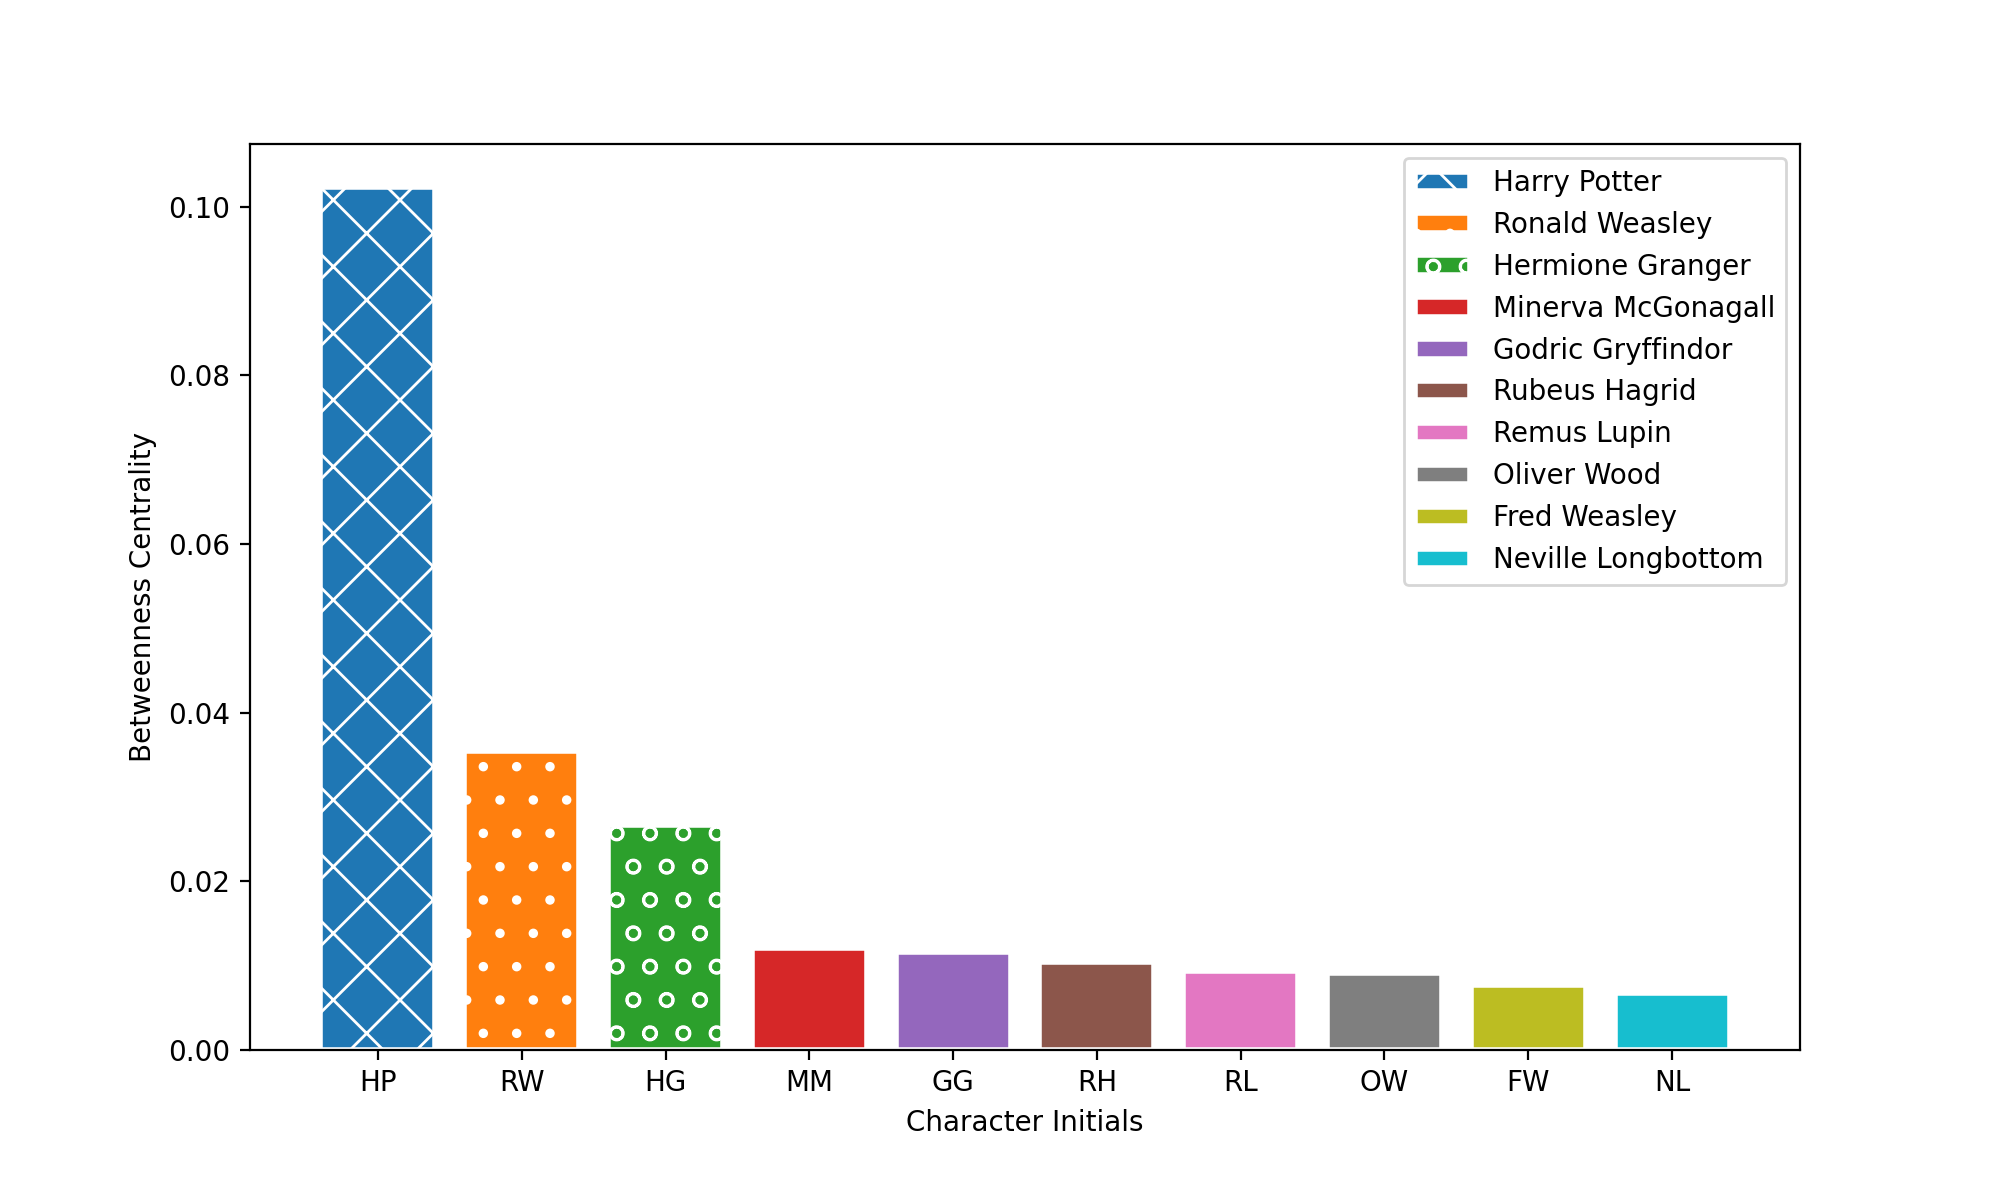 Betweenness Centrality
0.10
0.08
0.06
0.04
0.02
0.00
Harry Potter
Ronald Weasley
Hermione Granger
Minerva McGonagall
Godric Gryffindor
Rubeus Hagrid
Remus Lupin
Oliver Wood
Fred Weasley
Neville Longbottom
HP RW HG MM GG RH RL OW FW NL
Character Initials